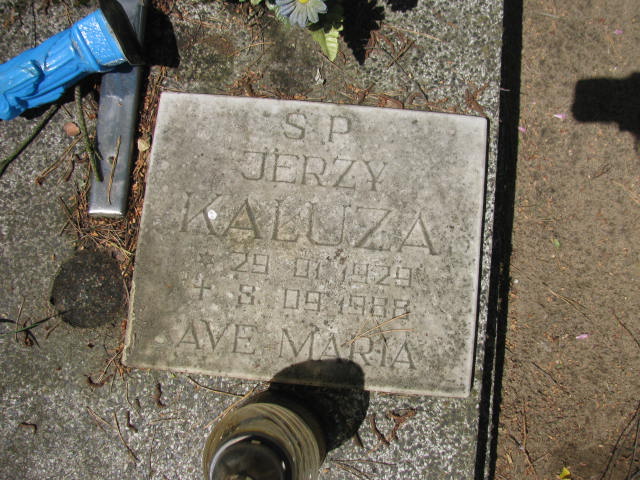 S P
JERZY
KAŁUZA
* 29 01 1929
+ 8 09 1988
AVE MARIA